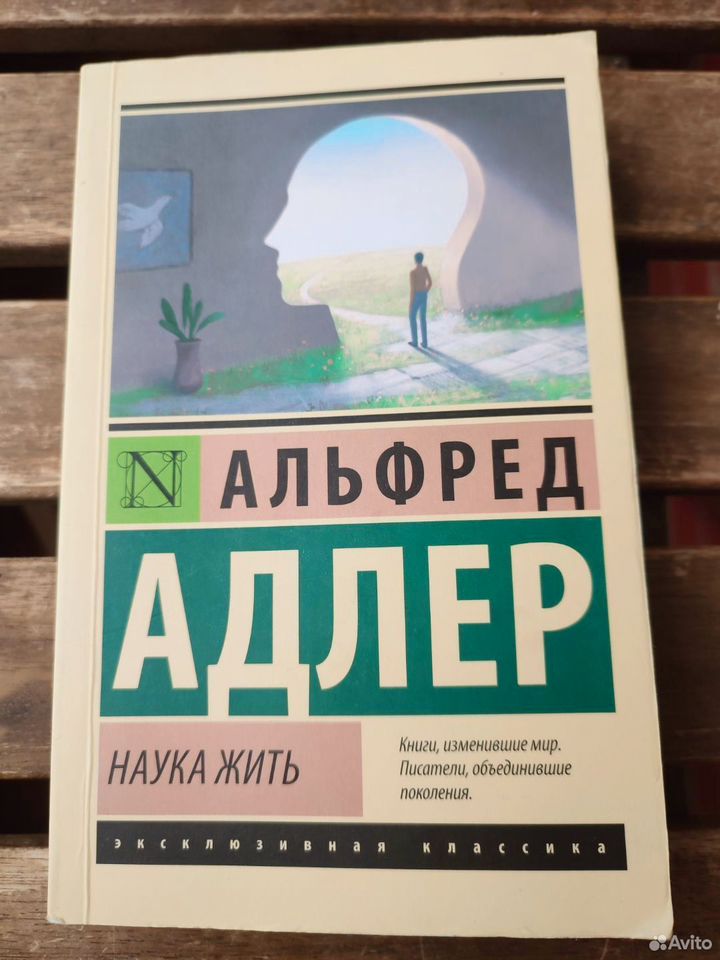 N
АЛЬФРЕД
АДЛЕР
НАУКА ЖИТЬ
Книги, изменившие мир.
Писатели, объединившие
поколения.
эксклюзивная классика
Avito